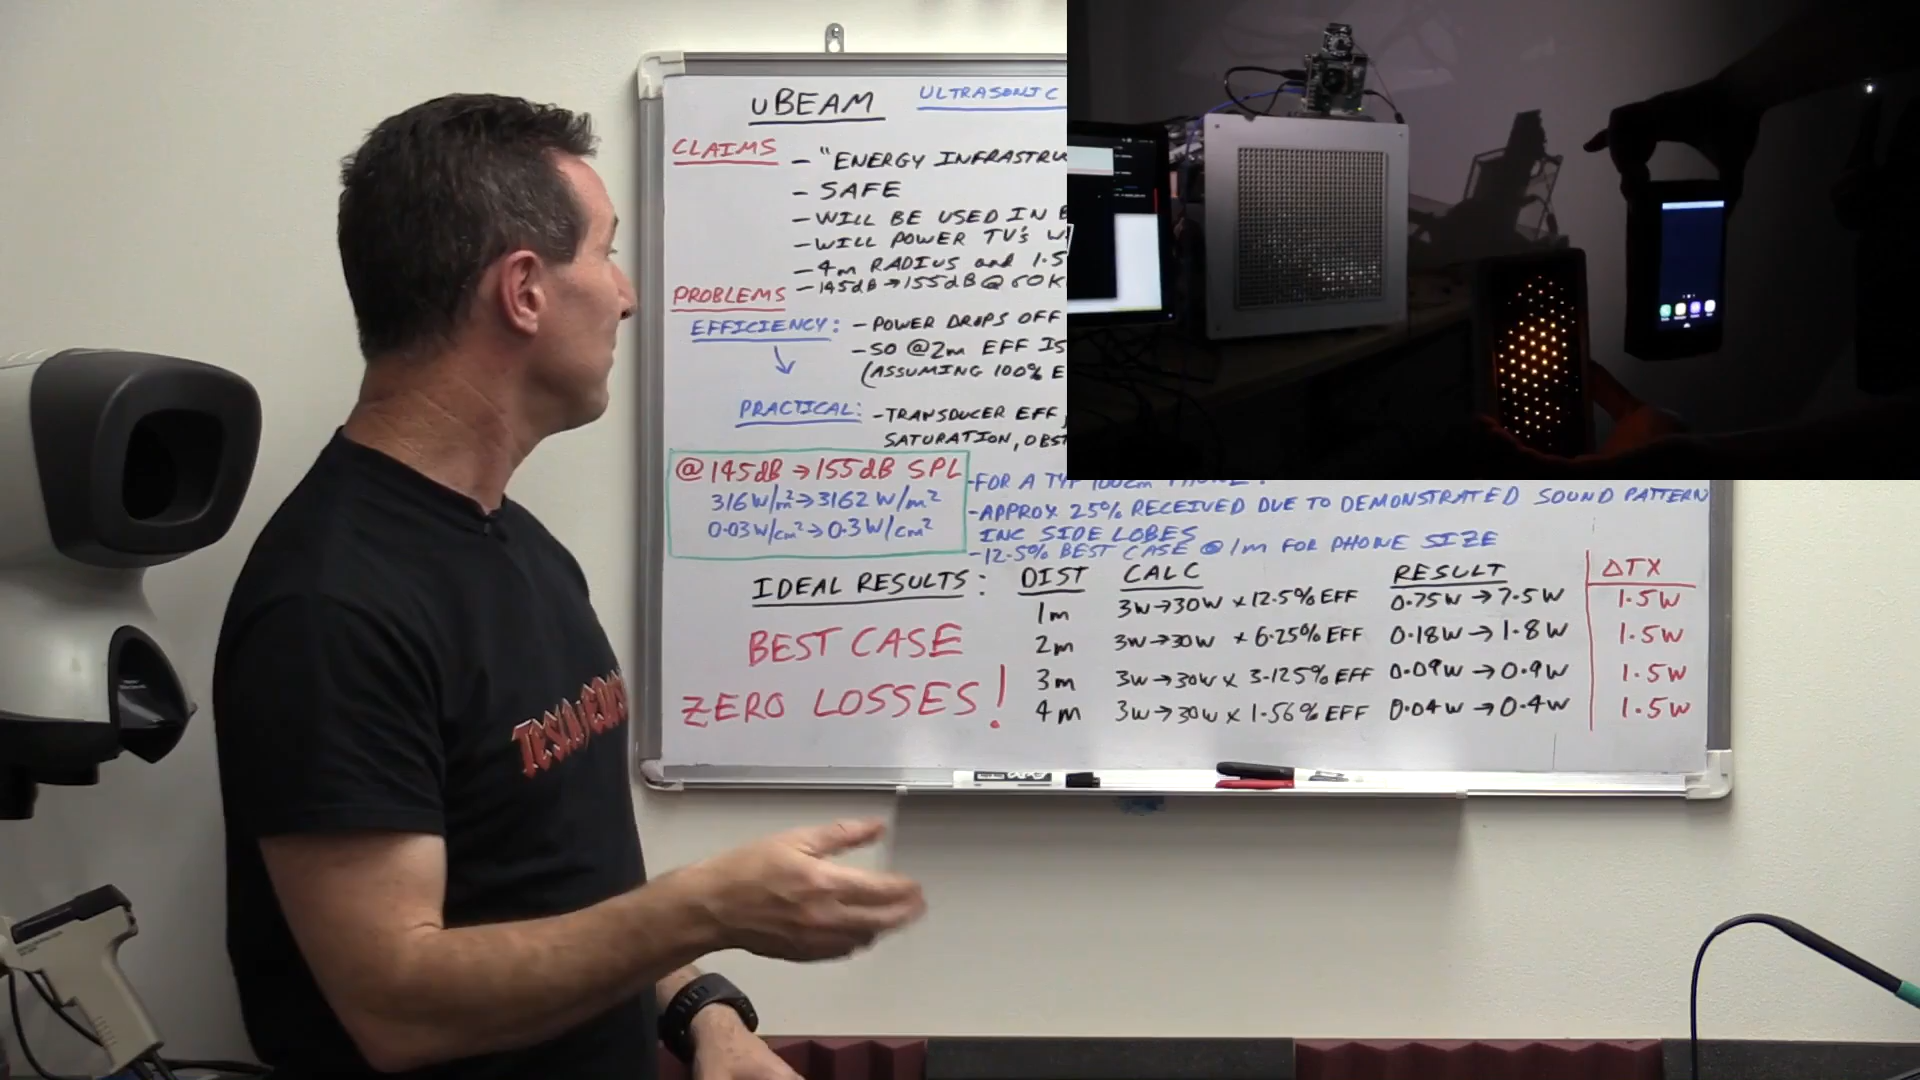 uBEAM ULTRASONIC
CLAIMS - "ENERGY INFRASTRU
- SAFE
- WILL BE USED IN
- WILL POWER TV's
- 4m RADIUS and 1.5
- 145dB → 155dB @ 60K
PROBLEMS
EFFICIENCY: - POWER DROPS OFF
- SO @ 2m EFF IS
(ASSUMING 100% E
PRACTICAL: - TRANSDUCER EFF,
SATURATION, OBST
@ 145dB → 155dB SPL
316 W/m² → 3162 W/m²
0.03 W/cm² → 0.3 W/cm²
- FOR A TYP 100cm
- APPROX 25% RECEIVED DUE TO DEMONSTRATED SOUND PATTERN
INC SIDE LOBES
- 12.5% BEST CASE @ 1m FOR PHONE SIZE
IDEAL RESULTS: DIST CALC RESULT ΔTX
1m 3W → 30W x 12.5% EFF 0.75W → 7.5W 1.5W
BEST CASE 2m 3W → 30W x 6.25% EFF 0.18W → 1.8W 1.5W
3m 3W → 30W x 3.125% EFF 0.09W → 0.9W 1.5W
ZERO LOSSES! 4m 3W → 30W x 1.56% EFF 0.04W → 0.4W 1.5W